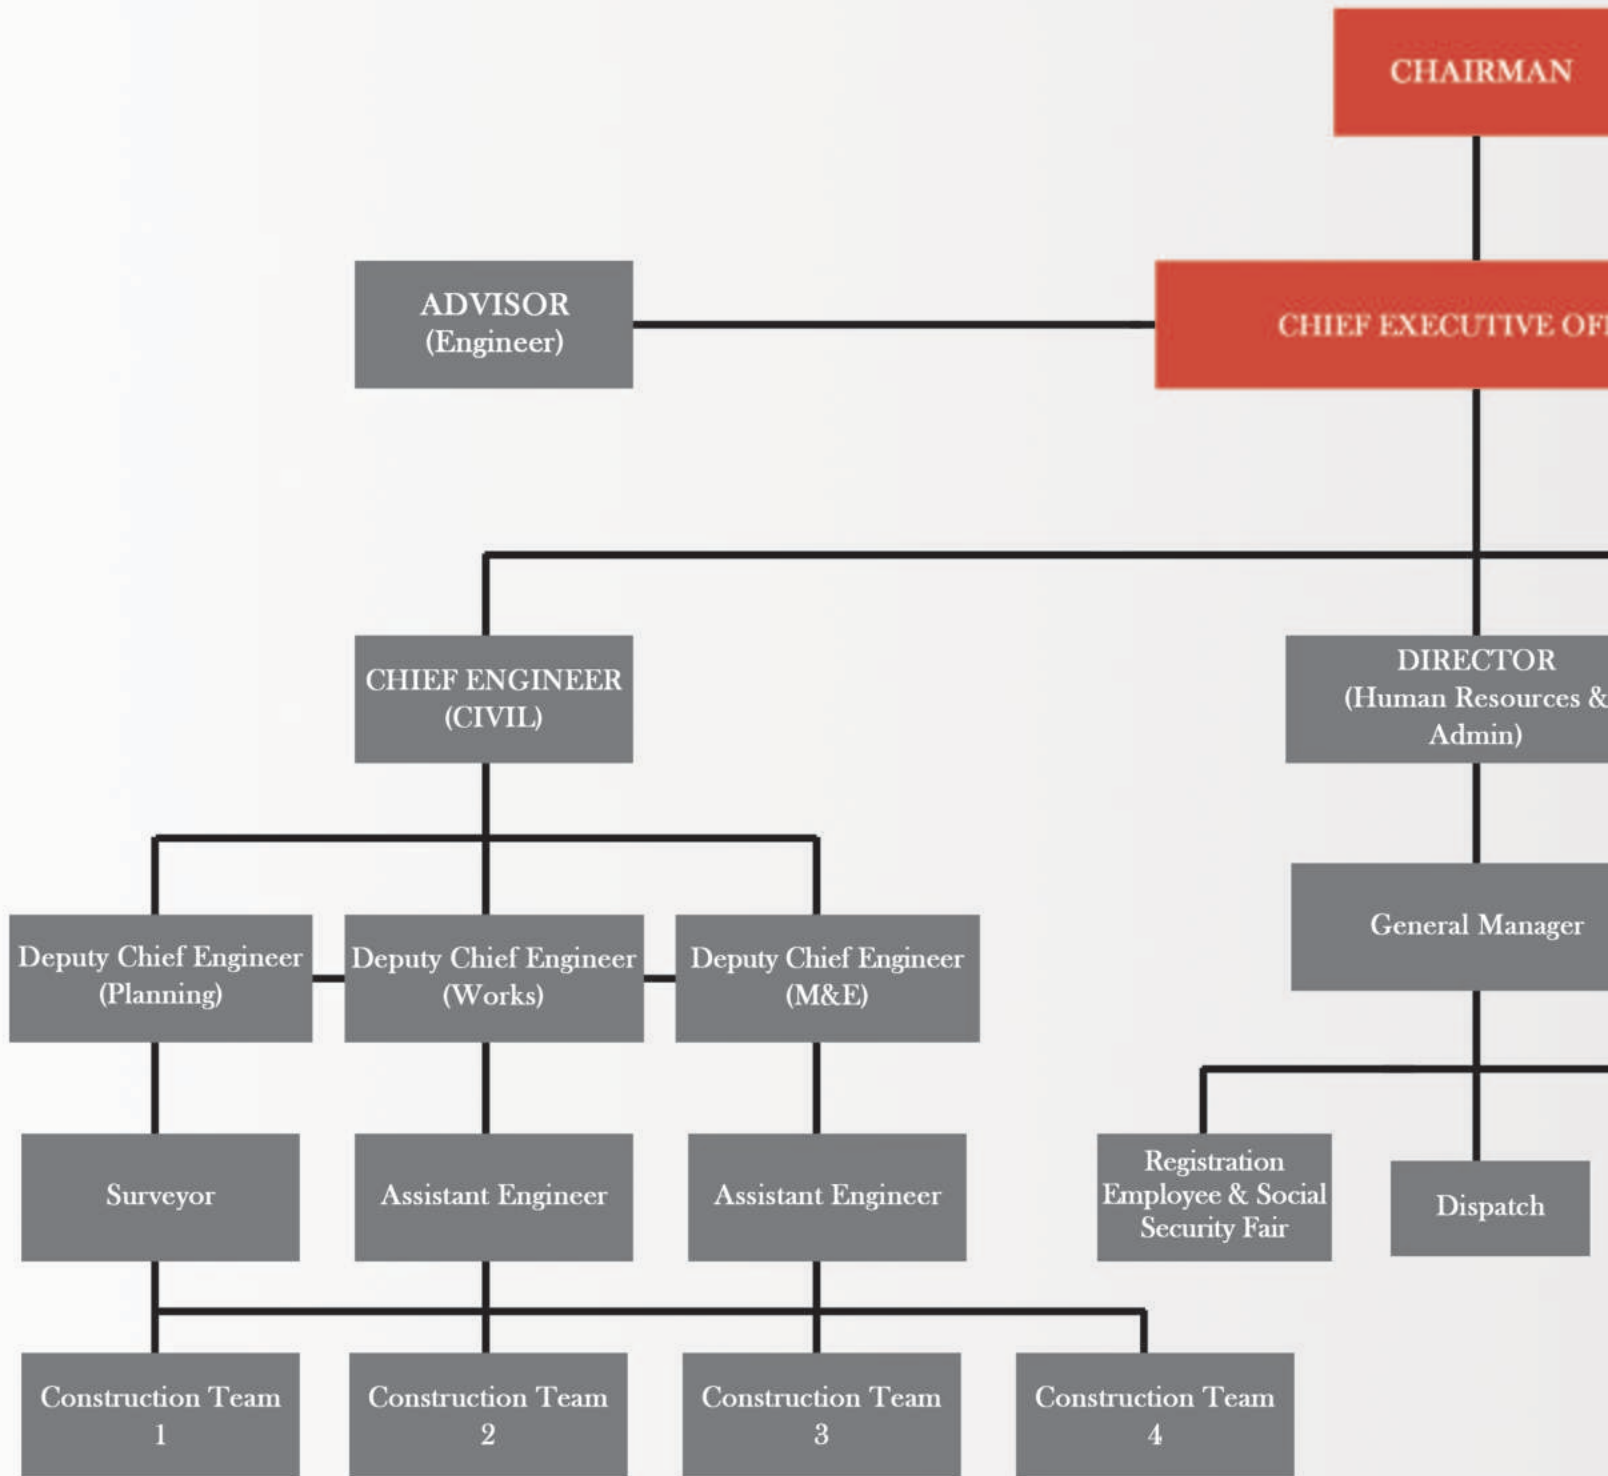 CHAIRMAN
ADVISOR
(Engineer)
CHIEF EXECUTIVE
CHIEF ENGINEER
(CIVIL)
DIRECTOR
(Human Resources &
Admin)
Deputy Chief Engineer
(Planning)
Deputy Chief Engineer
(Works)
Deputy Chief Engineer
(M&E)
General Manager
Surveyor
Assistant Engineer
Assistant Engineer
Registration
Employee & Social
Security Fair
Dispatch
Construction Team
1
Construction Team
2
Construction Team
3
Construction Team
4